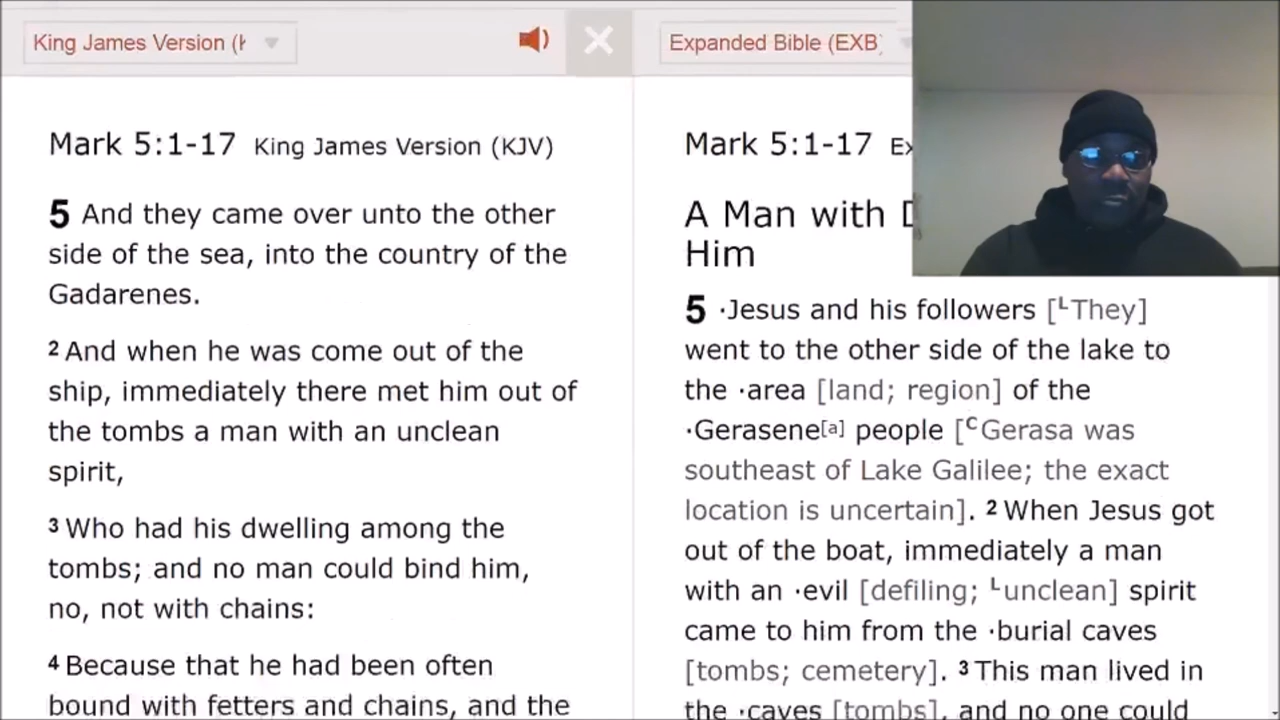 King James Version (
Expanded Bible (EXB)
Mark 5:1-17 King James Version (KJV)
5 And they came over unto the other
side of the sea, into the country of the
Gadarenes.
2 And when he was come out of the
ship, immediately there met him out of
the tombs a man with an unclean
spirit,
3 Who had his dwelling among the
tombs; and no man could bind him,
no, not with chains:
4 Because that he had been often
bound with fetters and chains, and the
Mark 5:1-17 Ex
A Man with
Him
5 ·Jesus and his followers [ᴸThey]
went to the other side of the lake to
the ·area [land; region] of the
·Gerasene[a] people [ᶜGerasa was
southeast of Lake Galilee; the exact
location is uncertain]. 2 When Jesus got
out of the boat, immediately a man
with an ·evil [defiling; ᴸunclean] spirit
came to him from the ·burial caves
[tombs; cemetery]. 3 This man lived in
the ·caves [tombs], and no one could